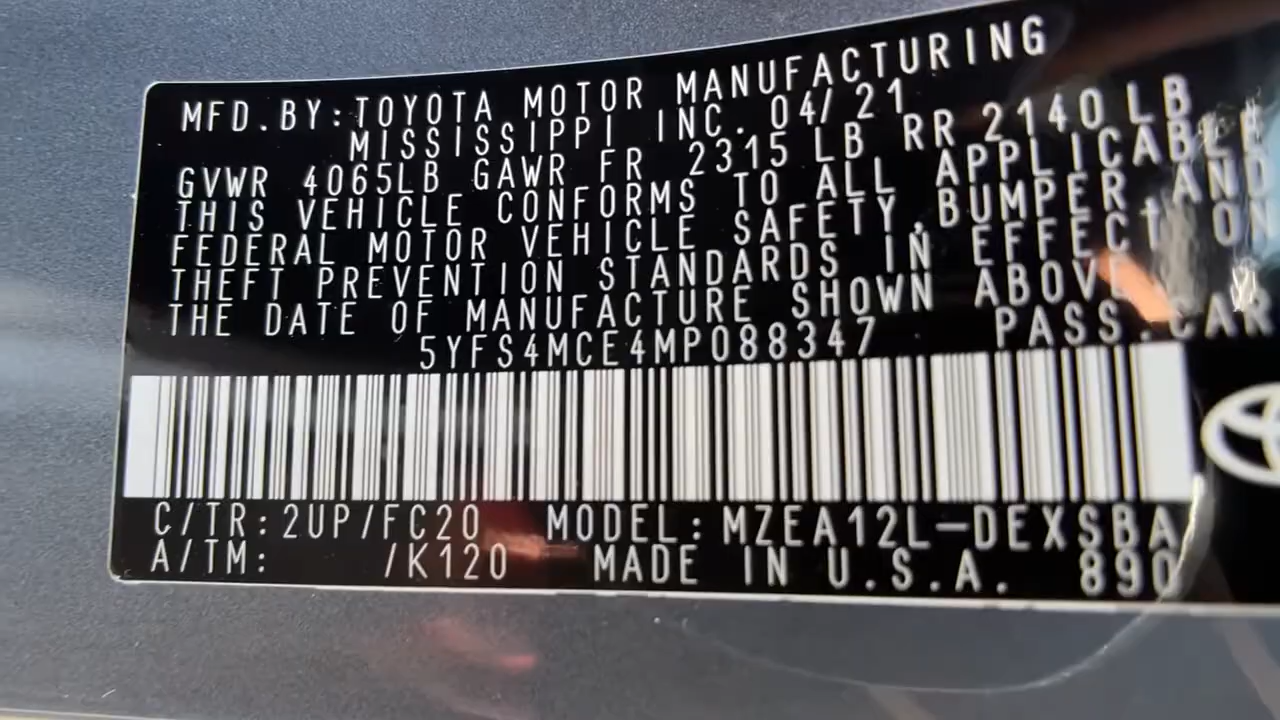 MFD.BY:TOYOTA MOTOR MANUFACTURING
MISSISSIPPI INC. 04/21
GVWR 4065LB GAWR FR 2315 LB RR 2140 LB
THIS VEHICLE CONFORMS TO ALL APPLICABLE
FEDERAL MOTOR VEHICLE SAFETY,BUMPER,AND
THEFT PREVENTION STANDARDS IN EFFECT ON
THE DATE OF MANUFACTURE SHOWN ABOVE
5YFS4MCE4MP088347 PASS.CAR
C/TR:2UP/FC20 MODEL:MZEA12L-DEXSBA
A/TM: /K120 MADE IN U.S.A. 890